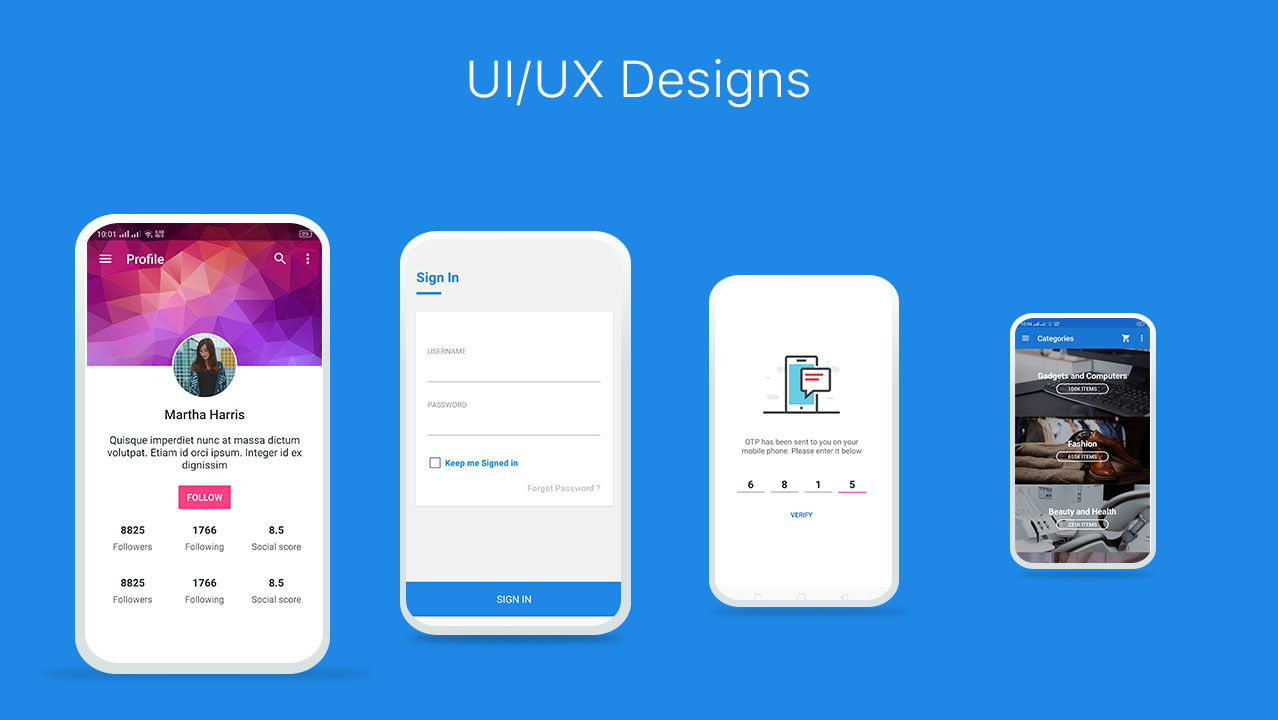 UI/UX Designs
10:01
Profile
Martha Harris
Quisque imperdiet nunc at massa dictum
volutpat. Etiam id orci ipsum. Integer id ex
dignissim
FOLLOW
8825 1766 8.5
Followers Following Social score
8825 1766 8.5
Followers Following Social score
Sign In
USERNAME
PASSWORD
Keep me Signed in
Forgot Password ?
SIGN IN
OTP has been sent to you on your
mobile phone. Please enter it below
6 8 1 5
VERIFY
10:04
Categories
Gadgets and Computers
100K ITEMS
Fashion
655K ITEMS
Beauty and Health
221K ITEMS